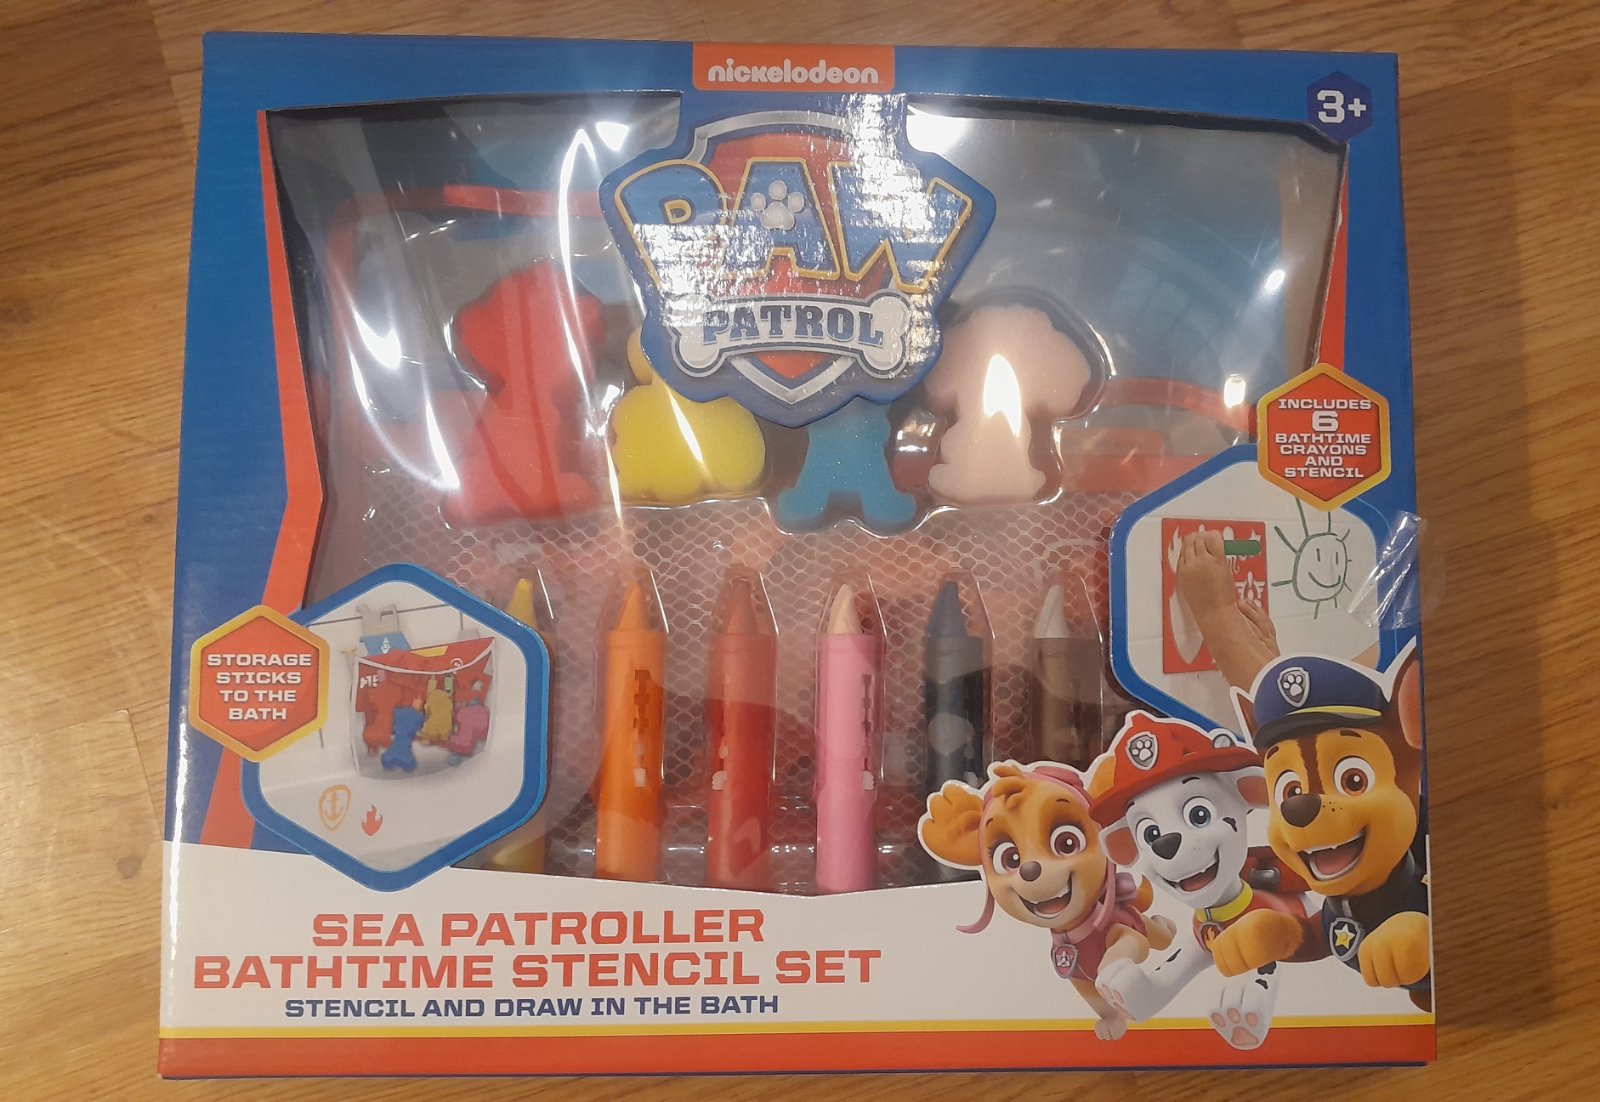 nickelodeon
3+
PAW
PATROL
INCLUDES
6
BATHTIME
CRAYONS
AND
STENCIL
STORAGE
STICKS
TO THE
BATH
SEA PATROLLER
BATHTIME STENCIL SET
STENCIL AND DRAW IN THE BATH